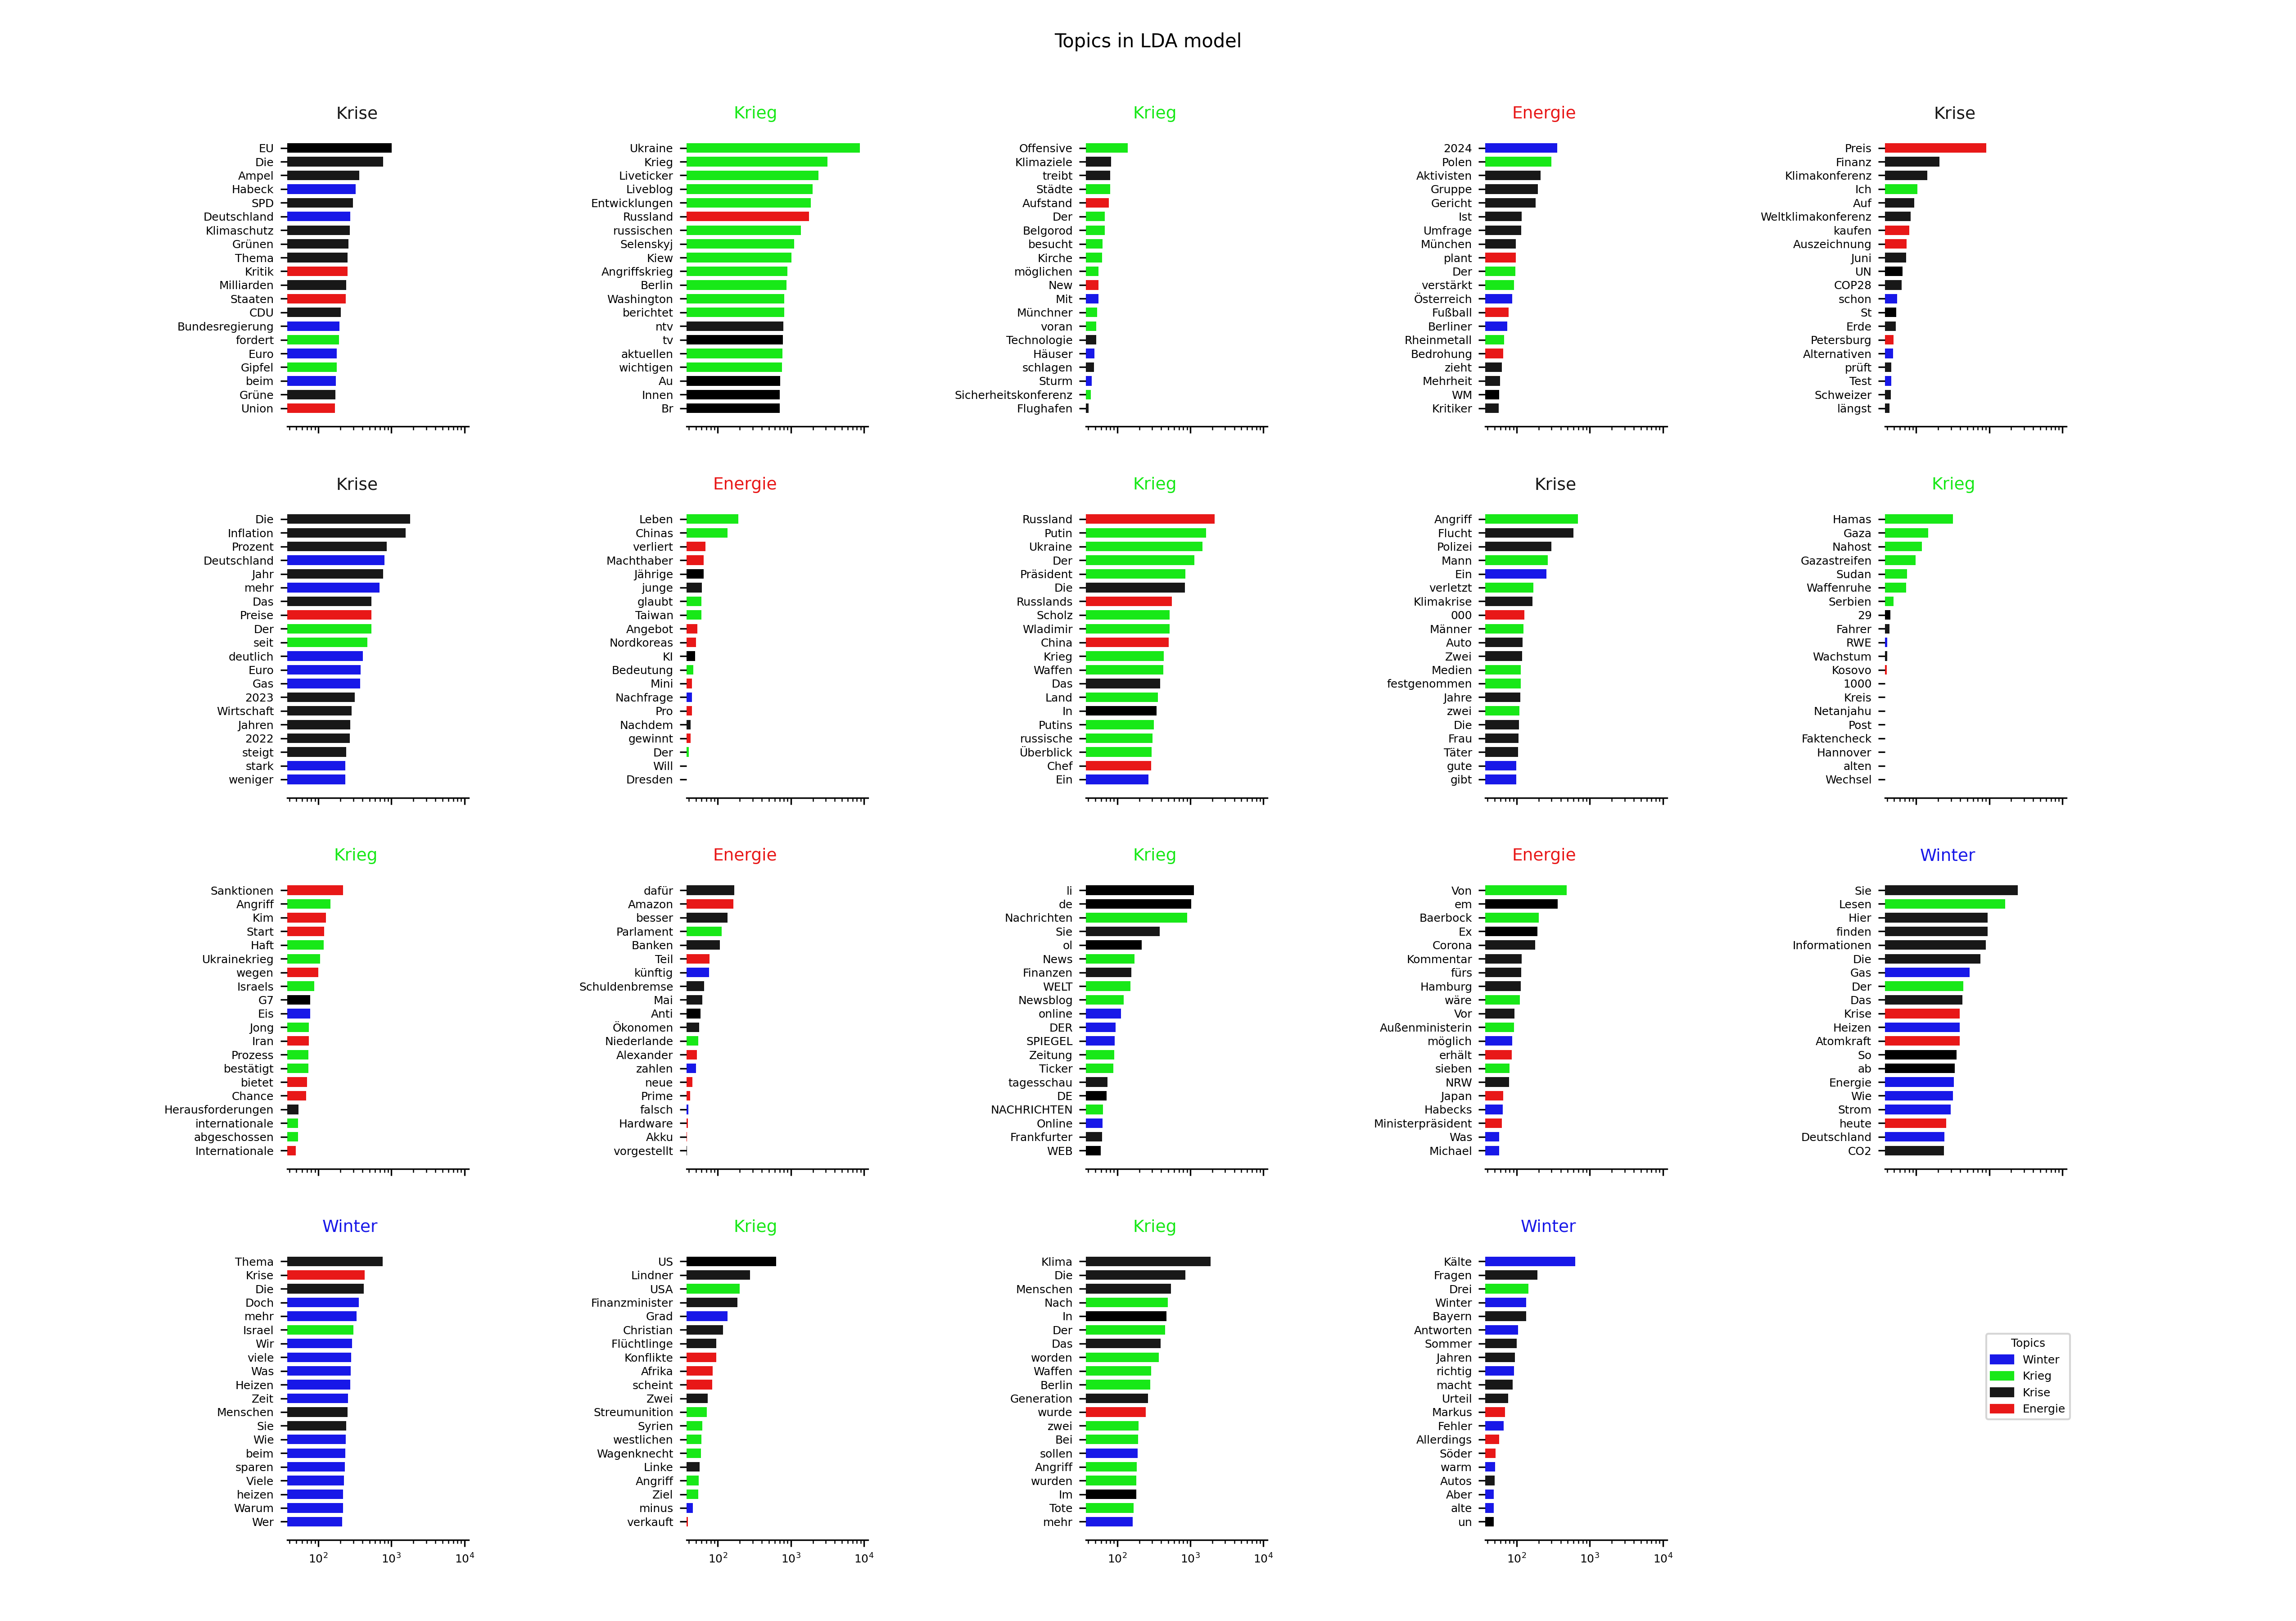 Topics in LDA model
Krise
EU
Die
Ampel
Habeck
SPD
Deutschland
Klimaschutz
Grünen
Thema
Kritik
Milliarden
Staaten
CDU
Bundesregierung
fordert
Euro
Gipfel
beim
Grüne
Union
Krieg
Ukraine
Krieg
Liveticker
Liveblog
Entwicklungen
Russland
russischen
Selenskyj
Kiew
Angriffskrieg
Berlin
Washington
berichtet
ntv
tv
aktuellen
wichtigen
Au
Innen
Br
Krieg
Offensive
Klimaziele
treibt
Städte
Aufstand
Der
Belgorod
besucht
Kirche
möglichen
New
Mit
Münchner
voran
Technologie
Häuser
schlagen
Sturm
Sicherheitskonferenz
Flughafen
Energie
2024
Polen
Aktivisten
Gruppe
Gericht
Ist
Umfrage
München
plant
Der
verstärkt
Österreich
Fußball
Berliner
Rheinmetall
Bedrohung
zieht
Mehrheit
WM
Kritiker
Krise
Preis
Finanz
Klimakonferenz
Ich
Auf
Weltklimakonferenz
kaufen
Auszeichnung
Juni
UN
COP28
schon
St
Erde
Petersburg
Alternativen
prüft
Test
Schweizer
längst
Krise
Die
Inflation
Prozent
Deutschland
Jahr
mehr
Das
Preise
Der
seit
deutlich
Euro
Gas
2023
Wirtschaft
Jahren
2022
steigt
stark
weniger
Energie
Leben
Chinas
verliert
Machthaber
Jährige
junge
glaubt
Taiwan
Angebot
Nordkoreas
KI
Bedeutung
Mini
Nachfrage
Pro
Nachdem
gewinnt
Der
Will
Dresden
Krieg
Russland
Putin
Ukraine
Der
Präsident
Die
Russlands
Scholz
Wladimir
China
Krieg
Waffen
Das
Land
In
Putins
russische
Überblick
Chef
Ein
Krise
Angriff
Flucht
Polizei
Mann
Ein
verletzt
Klimakrise
000
Männer
Auto
Zwei
Medien
festgenommen
Jahre
zwei
Die
Frau
Täter
gute
gibt
Krieg
Hamas
Gaza
Nahost
Gazastreifen
Sudan
Waffenruhe
Serbien
29
Fahrer
RWE
Wachstum
Kosovo
1000
Kreis
Netanjahu
Post
Faktencheck
Hannover
alten
Wechsel
Krieg
Sanktionen
Angriff
Kim
Start
Haft
Ukrainekrieg
wegen
Israels
G7
Eis
Jong
Iran
Prozess
bestätigt
bietet
Chance
Herausforderungen
internationale
abgeschossen
Internationale
Energie
dafür
Amazon
besser
Parlament
Banken
Teil
künftig
Schuldenbremse
Mai
Anti
Ökonomen
Niederlande
Alexander
zahlen
neue
Prime
falsch
Hardware
Akku
vorgestellt
Krieg
li
de
Nachrichten
Sie
ol
News
Finanzen
WELT
Newsblog
online
DER
SPIEGEL
Zeitung
Ticker
tagesschau
DE
NACHRICHTEN
Online
Frankfurter
WEB
Energie
Von
em
Baerbock
Ex
Corona
Kommentar
fürs
Hamburg
wäre
Vor
Außenministerin
möglich
erhält
sieben
NRW
Japan
Habecks
Ministerpräsident
Was
Michael
Winter
Sie
Lesen
Hier
finden
Informationen
Die
Gas
Der
Das
Krise
Heizen
Atomkraft
So
ab
Energie
Wie
Strom
heute
Deutschland
CO2
Winter
Thema
Krise
Die
Doch
mehr
Israel
Wir
viele
Was
Heizen
Zeit
Menschen
Sie
Wie
beim
sparen
Viele
heizen
Warum
Wer
10² 10³ 10⁴
Krieg
US
Lindner
USA
Finanzminister
Grad
Christian
Flüchtlinge
Konflikte
Afrika
scheint
Zwei
Streumunition
Syrien
westlichen
Wagenknecht
Linke
Angriff
Ziel
minus
verkauft
10² 10³ 10⁴
Krieg
Klima
Die
Menschen
Nach
In
Der
Das
worden
Waffen
Berlin
Generation
wurde
zwei
Bei
sollen
Angriff
wurden
Im
Tote
mehr
10² 10³ 10⁴
Winter
Kälte
Fragen
Drei
Winter
Bayern
Antworten
Sommer
Jahren
richtig
macht
Urteil
Markus
Fehler
Allerdings
Söder
warm
Autos
Aber
alte
un
10² 10³ 10⁴
Topics
Winter
Krieg
Krise
Energie